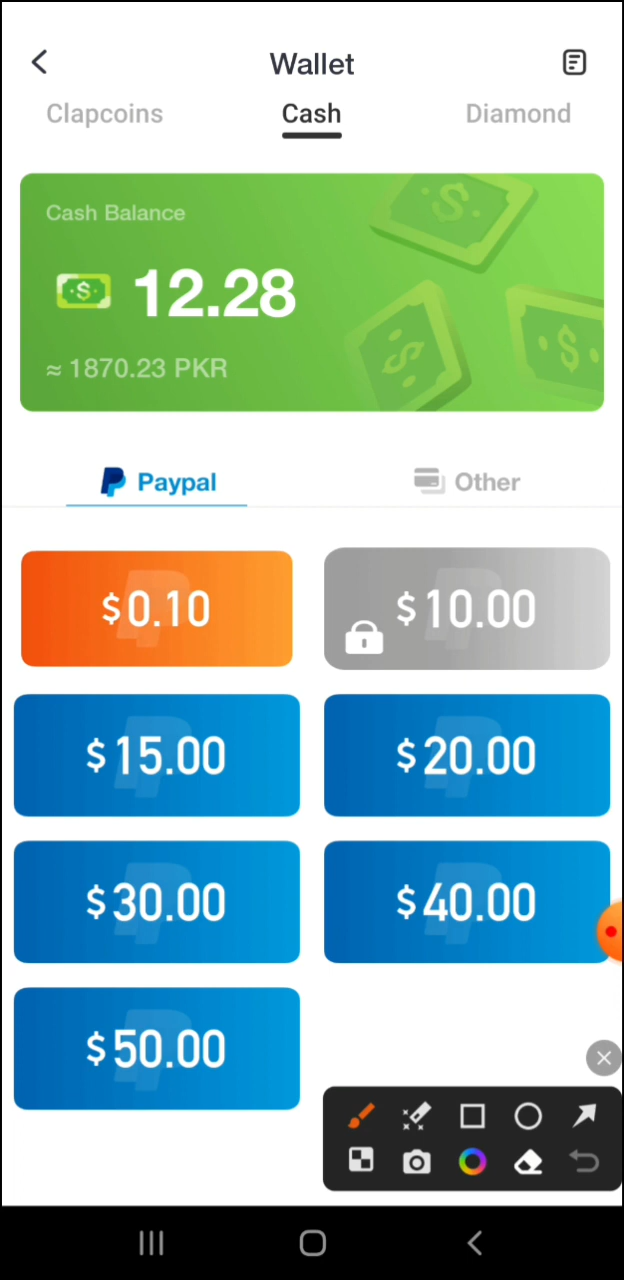 Wallet
Clapcoins Cash Diamond
Cash Balance
12.28
≈ 1870.23 PKR
Paypal Other
$0.10 $10.00
$15.00 $20.00
$30.00 $40.00
$50.00